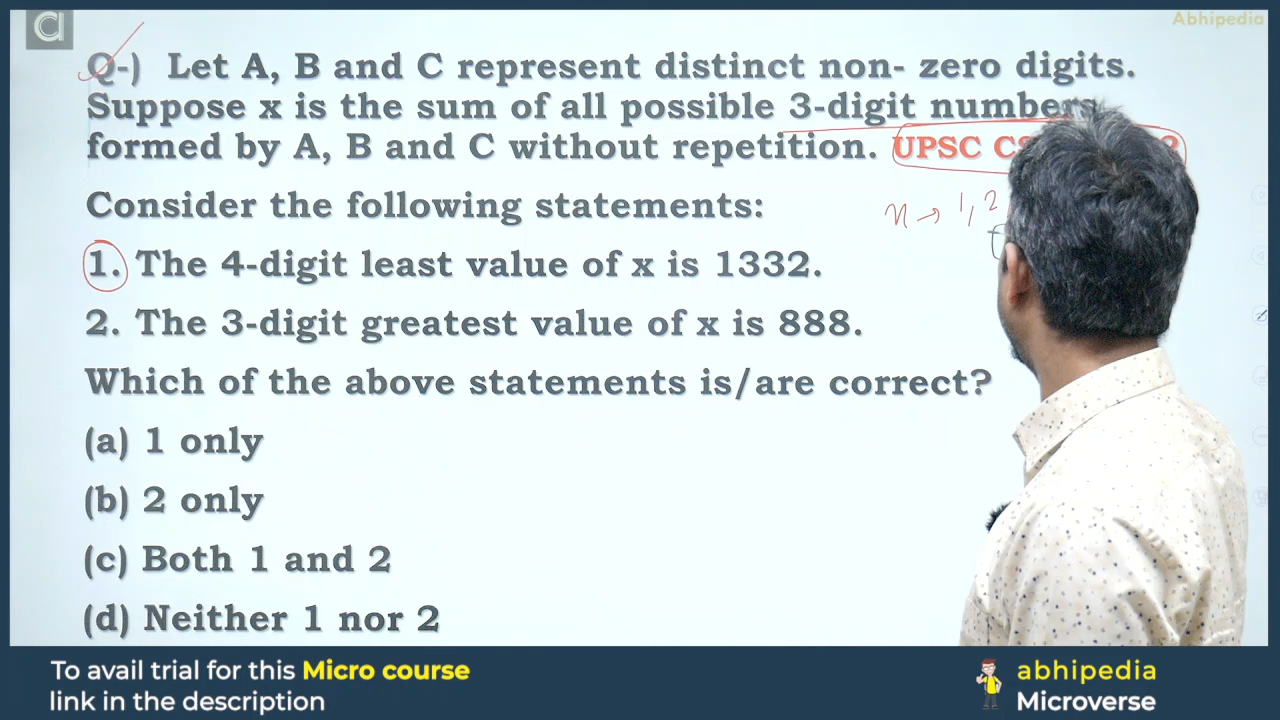 Abhipedia
a
Q-) Let A, B and C represent distinct non- zero digits.
Suppose x is the sum of all possible 3-digit numbers
formed by A, B and C without repetition. UPSC
Consider the following statements:
x → 1, 2
1. The 4-digit least value of x is 1332.
2. The 3-digit greatest value of x is 888.
Which of the above statements is/are correct?
(a) 1 only
(b) 2 only
(c) Both 1 and 2
(d) Neither 1 nor 2
To avail trial for this Micro course
link in the description
abhipedia
Microverse